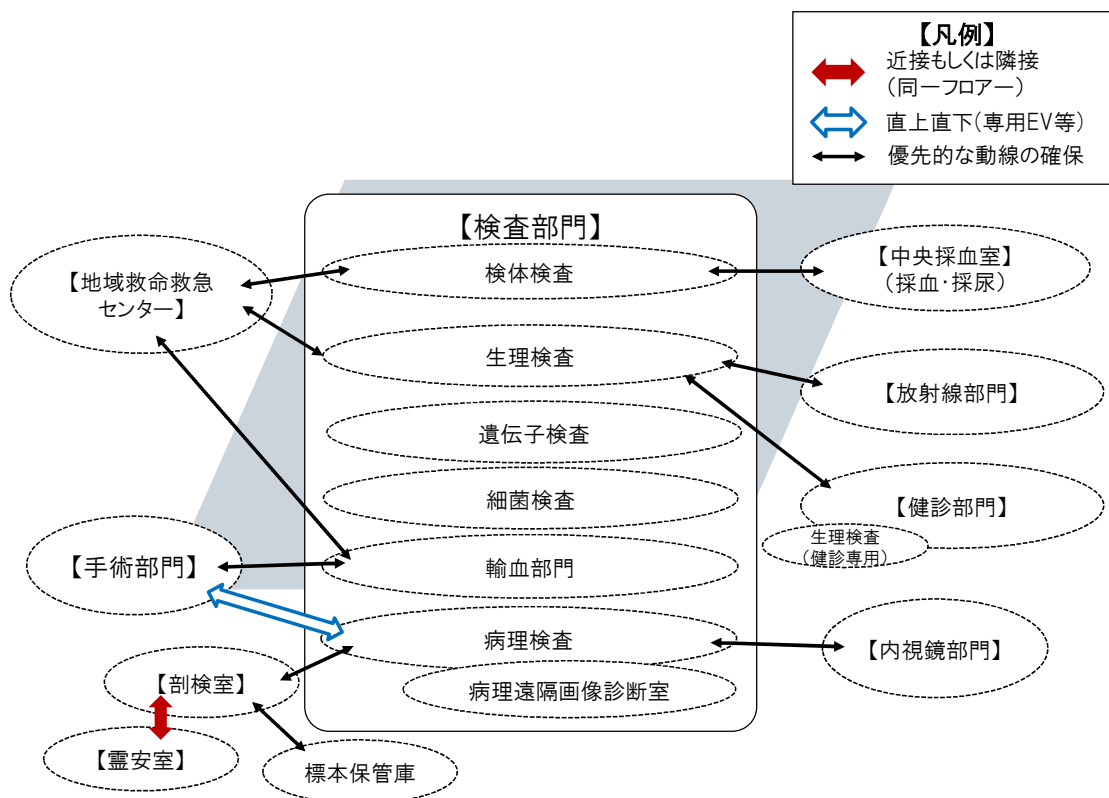 【凡例】
近接もしくは隣接
(同一フロアー)
直上直下(専用EV等)
優先的な動線の確保
【検査部門】
検体検査
生理検査
遺伝子検査
細菌検査
輸血部門
病理検査
病理遠隔画像診断室
【地域救命救急
センター】
【手術部門】
【剖検室】
【霊安室】
標本保管庫
【中央採血室】
(採血・採尿)
【放射線部門】
【健診部門】
生理検査
(健診専用)
【内視鏡部門】